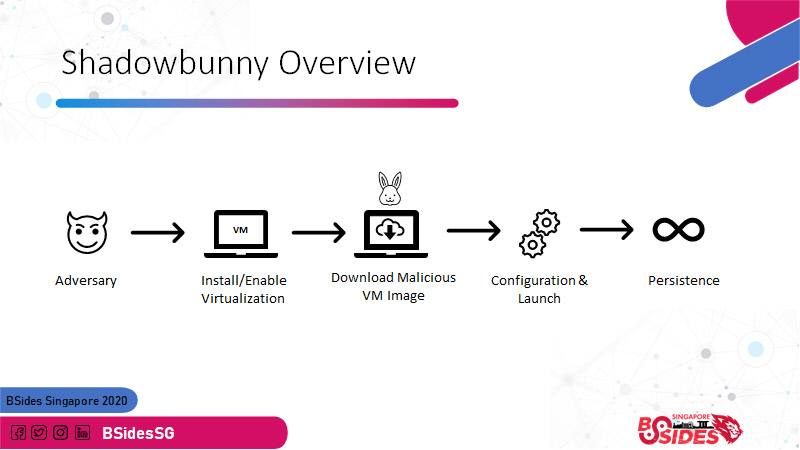 Shadowbunny Overview
VM
Adversary
Install/Enable
Virtualization
Download Malicious
VM Image
Configuration &
Launch
Persistence
BSides Singapore 2020
BSidesSG
SINGAPORE
BSIDES